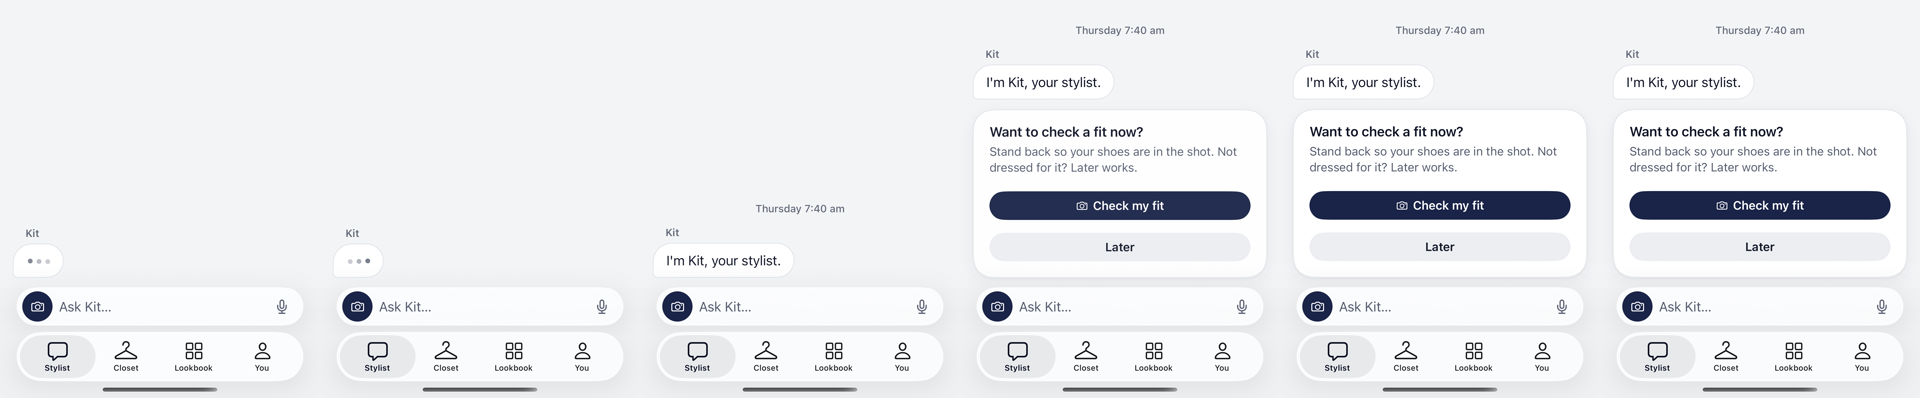 Kit
Ask Kit...
Stylist
Closet
Lookbook
You
Kit
Ask Kit...
Stylist
Closet
Lookbook
You
Thursday 7:40 am
Kit
I'm Kit, your stylist.
Ask Kit...
Stylist
Closet
Lookbook
You
Thursday 7:40 am
Kit
I'm Kit, your stylist.
Want to check a fit now?
Stand back so your shoes are in the shot. Not
dressed for it? Later works.
Check my fit
Later
Ask Kit...
Stylist
Closet
Lookbook
You
Thursday 7:40 am
Kit
I'm Kit, your stylist.
Want to check a fit now?
Stand back so your shoes are in the shot. Not
dressed for it? Later works.
Check my fit
Later
Ask Kit...
Stylist
Closet
Lookbook
You
Thursday 7:40 am
Kit
I'm Kit, your stylist.
Want to check a fit now?
Stand back so your shoes are in the shot. Not
dressed for it? Later works.
Check my fit
Later
Ask Kit...
Stylist
Closet
Lookbook
You